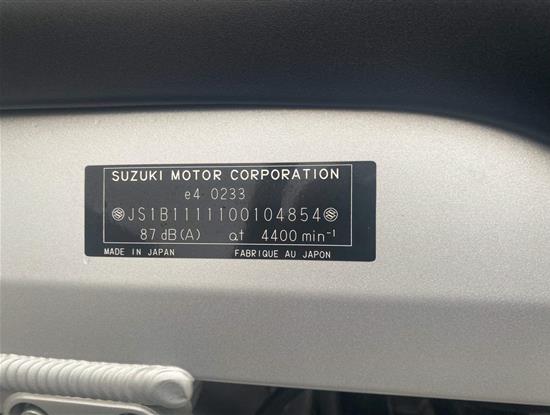 SUZUKI MOTOR CORPORATION
e4 0233
JS1B1111100104854
87 dB(A) at 4400 min⁻¹
MADE IN JAPAN FABRIQUE AU JAPON